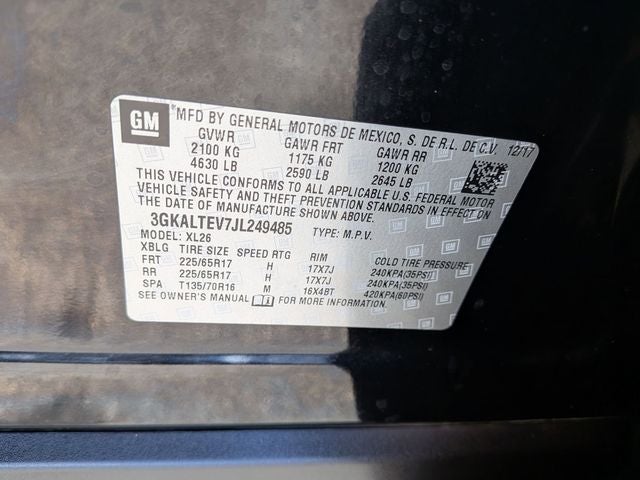 GM
MFD BY GENERAL MOTORS DE MEXICO, S. DE R.L. DE C.V. 12/17
GVWR GAWR FRT GAWR RR
2100 KG 1175 KG 1200 KG
4630 LB 2590 LB 2645 LB
THIS VEHICLE CONFORMS TO ALL APPLICABLE U.S. FEDERAL MOTOR
VEHICLE SAFETY AND THEFT PREVENTION STANDARDS IN EFFECT ON
THE DATE OF MANUFACTURE SHOWN ABOVE.
3GKALTEV7JL249485 TYPE: M.P.V.
MODEL: XL26
XBLG TIRE SIZE SPEED RTG RIM COLD TIRE PRESSURE
FRT 225/65R17 H 17X7J 240KPA(35PSI)
RR 225/65R17 H 17X7J 240KPA(35PSI)
SPA T135/70R16 M 16X4BT 420KPA(60PSI)
SEE OWNER'S MANUAL FOR MORE INFORMATION.